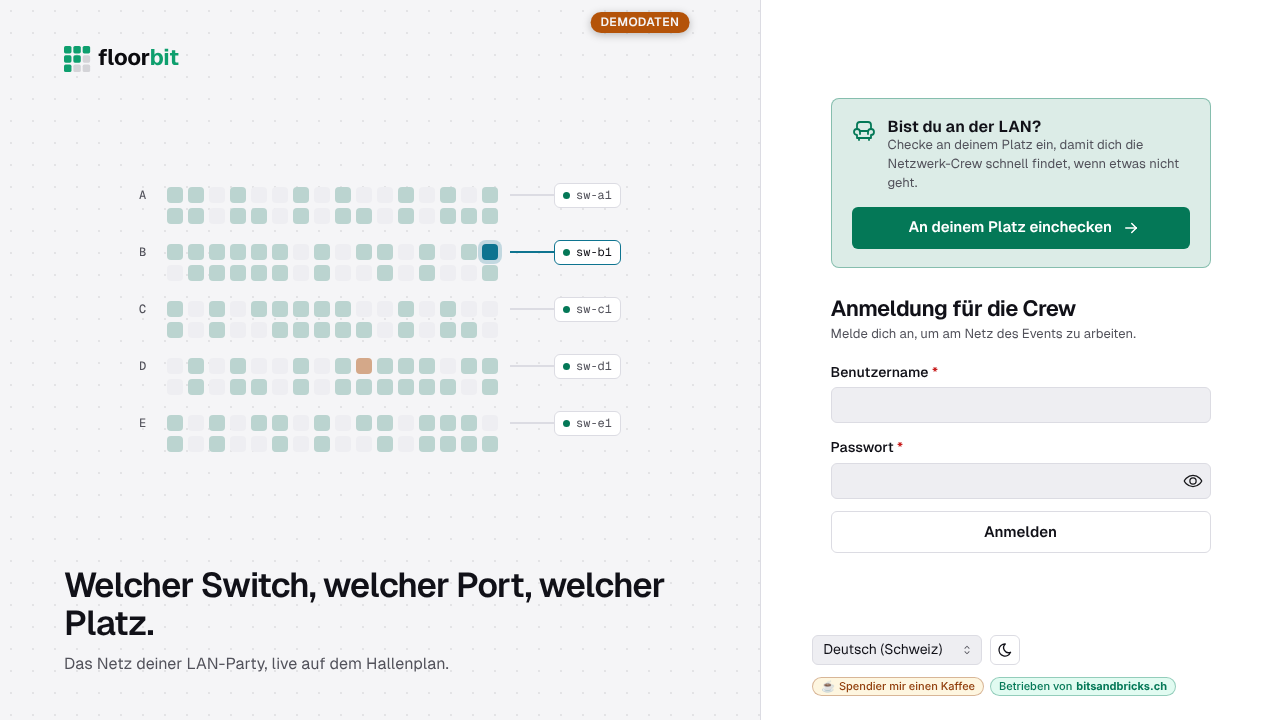 DEMODATEN
floorbit
A
sw-a1
B
sw-b1
C
sw-c1
D
sw-d1
E
sw-e1
Welcher Switch, welcher Port, welcher
Platz.
Das Netz deiner LAN-Party, live auf dem Hallenplan.
Bist du an der LAN?
Checke an deinem Platz ein, damit dich die
Netzwerk-Crew schnell findet, wenn etwas nicht
geht.
An deinem Platz einchecken →
Anmeldung für die Crew
Melde dich an, um am Netz des Events zu arbeiten.
Benutzername *
Passwort *
Anmelden
Deutsch (Schweiz)
☕ Spendier mir einen Kaffee
Betrieben von bitsandbricks.ch